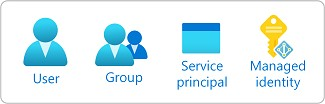 User
Group
Service
principal
Managed
identity